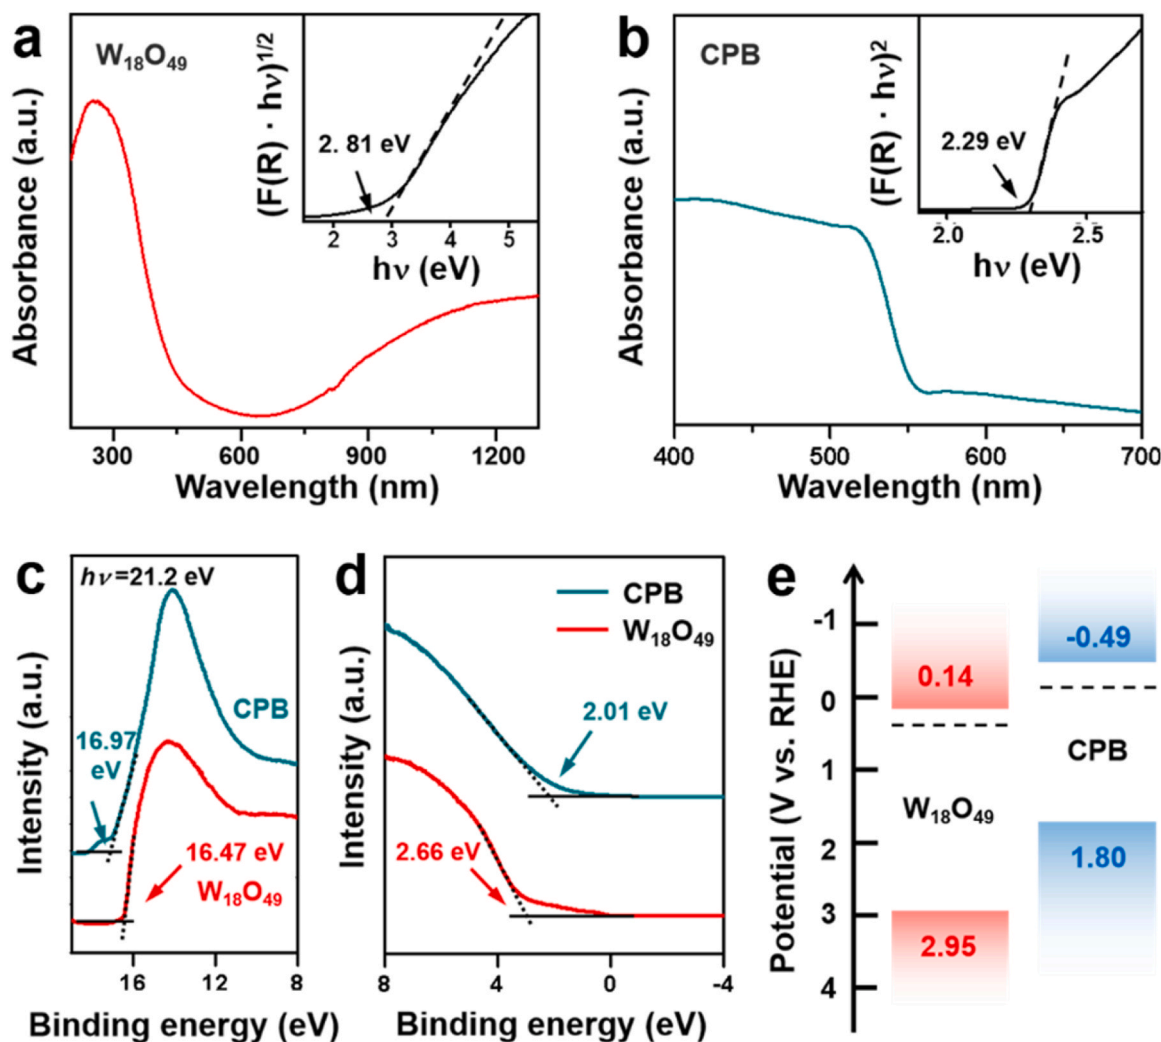 a
W₁₈O₄₉
Absorbance (a.u.)
(F(R) · hν)^1/2
2. 81 eV
2 3 4 5
hν (eV)
300 600 900 1200
Wavelength (nm)
b
CPB
Absorbance (a.u.)
(F(R) · hν)²
2.29 eV
2.0 2.5
hν (eV)
400 500 600 700
Wavelength (nm)
c
hν=21.2 eV
Intensity (a.u.)
CPB
16.97
eV
16.47 eV
W₁₈O₄₉
16 12 8
Binding energy (eV)
d
CPB
W₁₈O₄₉
Intensity (a.u.)
2.01 eV
2.66 eV
8 4 0 -4
Binding energy (eV)
e
Potential (V vs. RHE)
-1
0
1
2
3
4
0.14
W₁₈O₄₉
2.95
-0.49
CPB
1.80